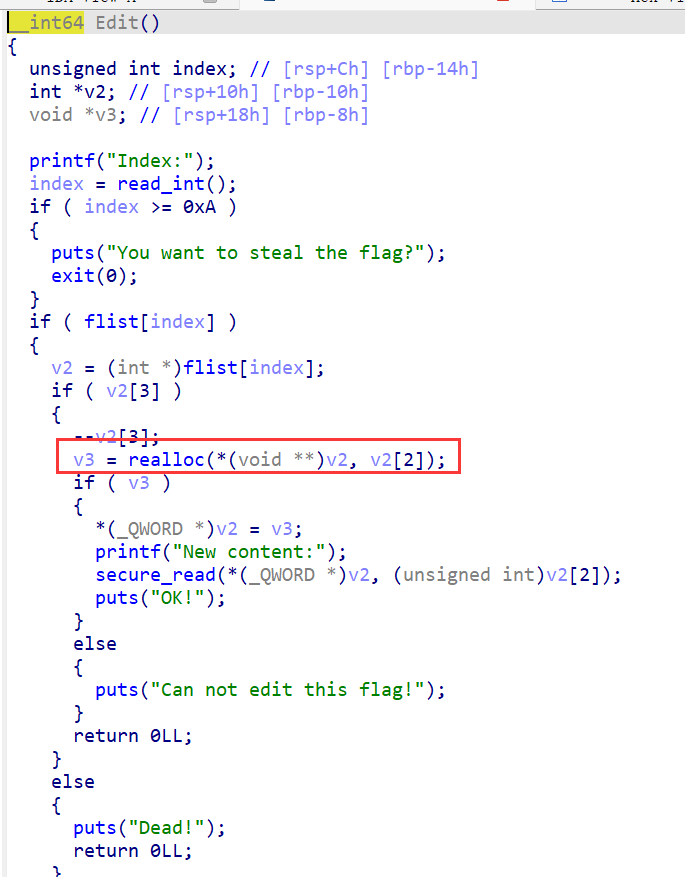 __int64 Edit()
{
  unsigned int index; // [rsp+Ch] [rbp-14h]
  int *v2; // [rsp+10h] [rbp-10h]
  void *v3; // [rsp+18h] [rbp-8h]

  printf("Index:");
  index = read_int();
  if ( index >= 0xA )
  {
    puts("You want to steal the flag?");
    exit(0);
  }
  if ( flist[index] )
  {
    v2 = (int *)flist[index];
    if ( v2[3] )
    {
      --v2[3];
      v3 = realloc(*(void **)v2, v2[2]);
      if ( v3 )
      {
        *(_QWORD *)v2 = v3;
        printf("New content:");
        secure_read(*(_QWORD *)v2, (unsigned int)v2[2]);
        puts("OK!");
      }
      else
      {
        puts("Can not edit this flag!");
      }
      return 0LL;
    }
    else
    {
      puts("Dead!");
      return 0LL;
    }